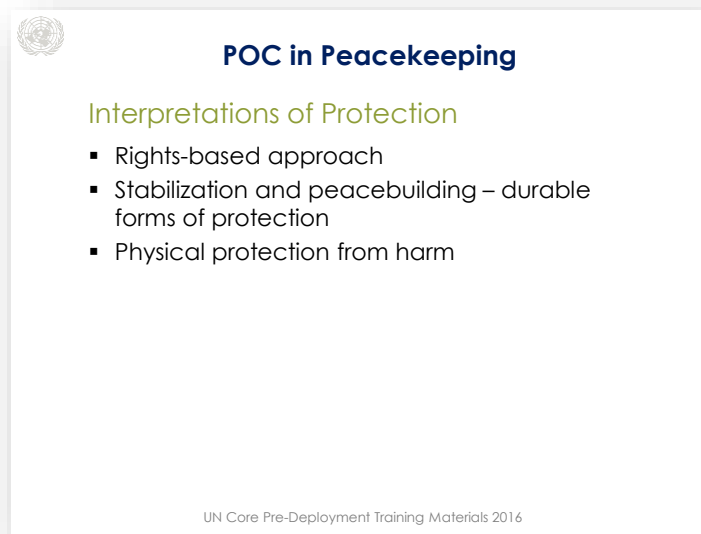 POC in Peacekeeping
Interpretations of Protection
▪ Rights-based approach
▪ Stabilization and peacebuilding – durable
forms of protection
▪ Physical protection from harm
UN Core Pre-Deployment Training Materials 2016